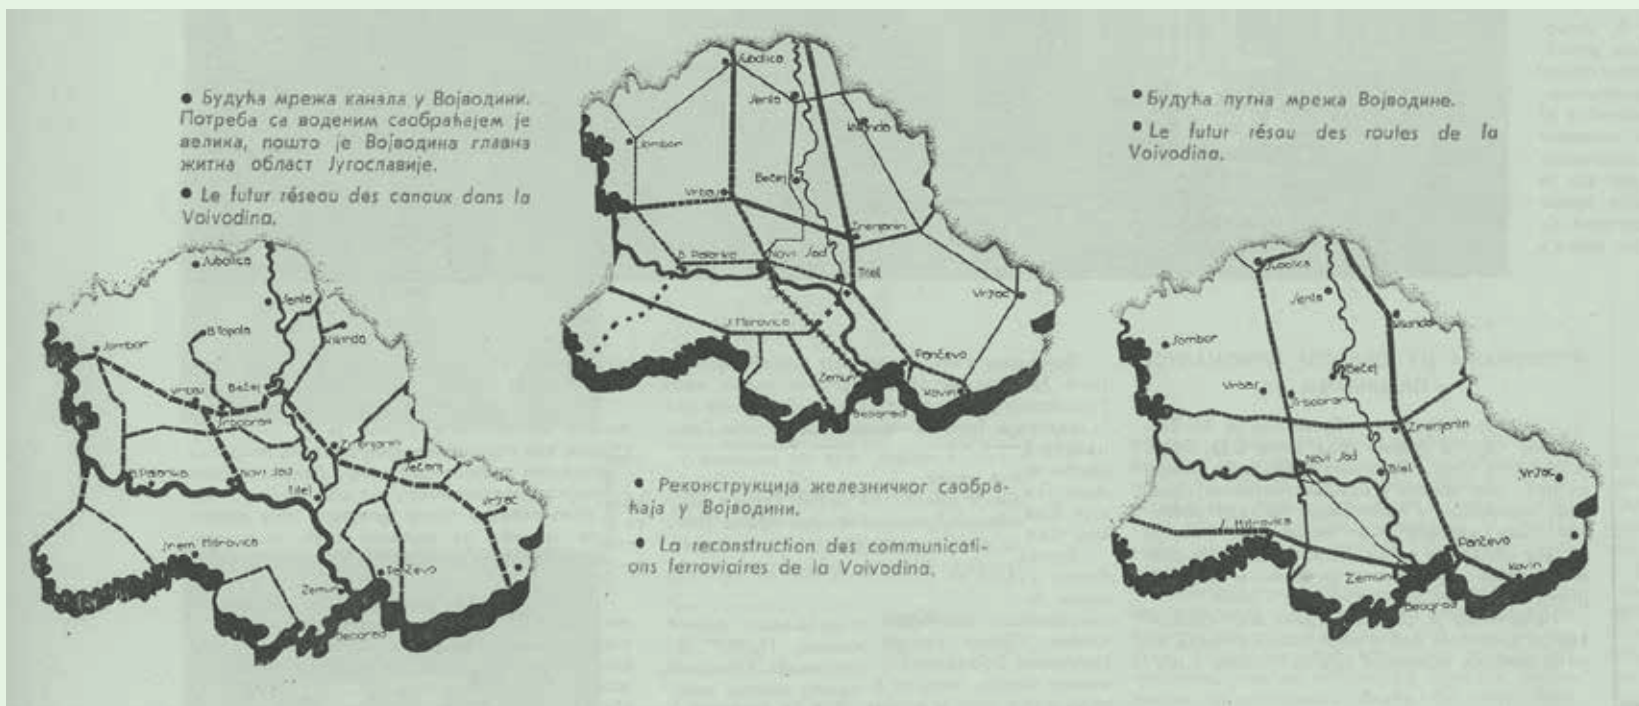 ● Будућа мрежа канала у Војводини.
Потреба са воденим саобраћајем је
велика, пошто је Војводина главна
житна област Југославије.
● Le futur réseau des canaux dans la
Voivodina.
Subotica
Senta
B.Topola
Kikinda
Sombor
Vrbas
Bečej
Srbobran
Zrenjanin
B.Palanka
Novi Sad
Sečanj
Titel
Vršac
Srem. Mitrovica
Pančevo
Zemun
Beograd
Subotica
Senta
Kikinda
Sombor
Vrbas
Bečej
Zrenjanin
B. Palanka
Novi Sad
Titel
Vršac
S. Mitrovica
Pančevo
Zemun
Kovin
Beograd
● Реконструкција железничког саобра-
ћаја у Војводини.
● La reconstruction des communicati-
ons ferroviaires de la Voivodina.
● Будућа путна мрежа Војводине.
● Le futur résau des routes de la
Voivodina.
Subotica
Senta
Kikinda
Sombor
Bečej
Vrbas
Srbobran
Zrenjanin
Novi Sad
Titel
Vršac
S. Mitrovica
Pančevo
Zemun
Kovin
Beograd